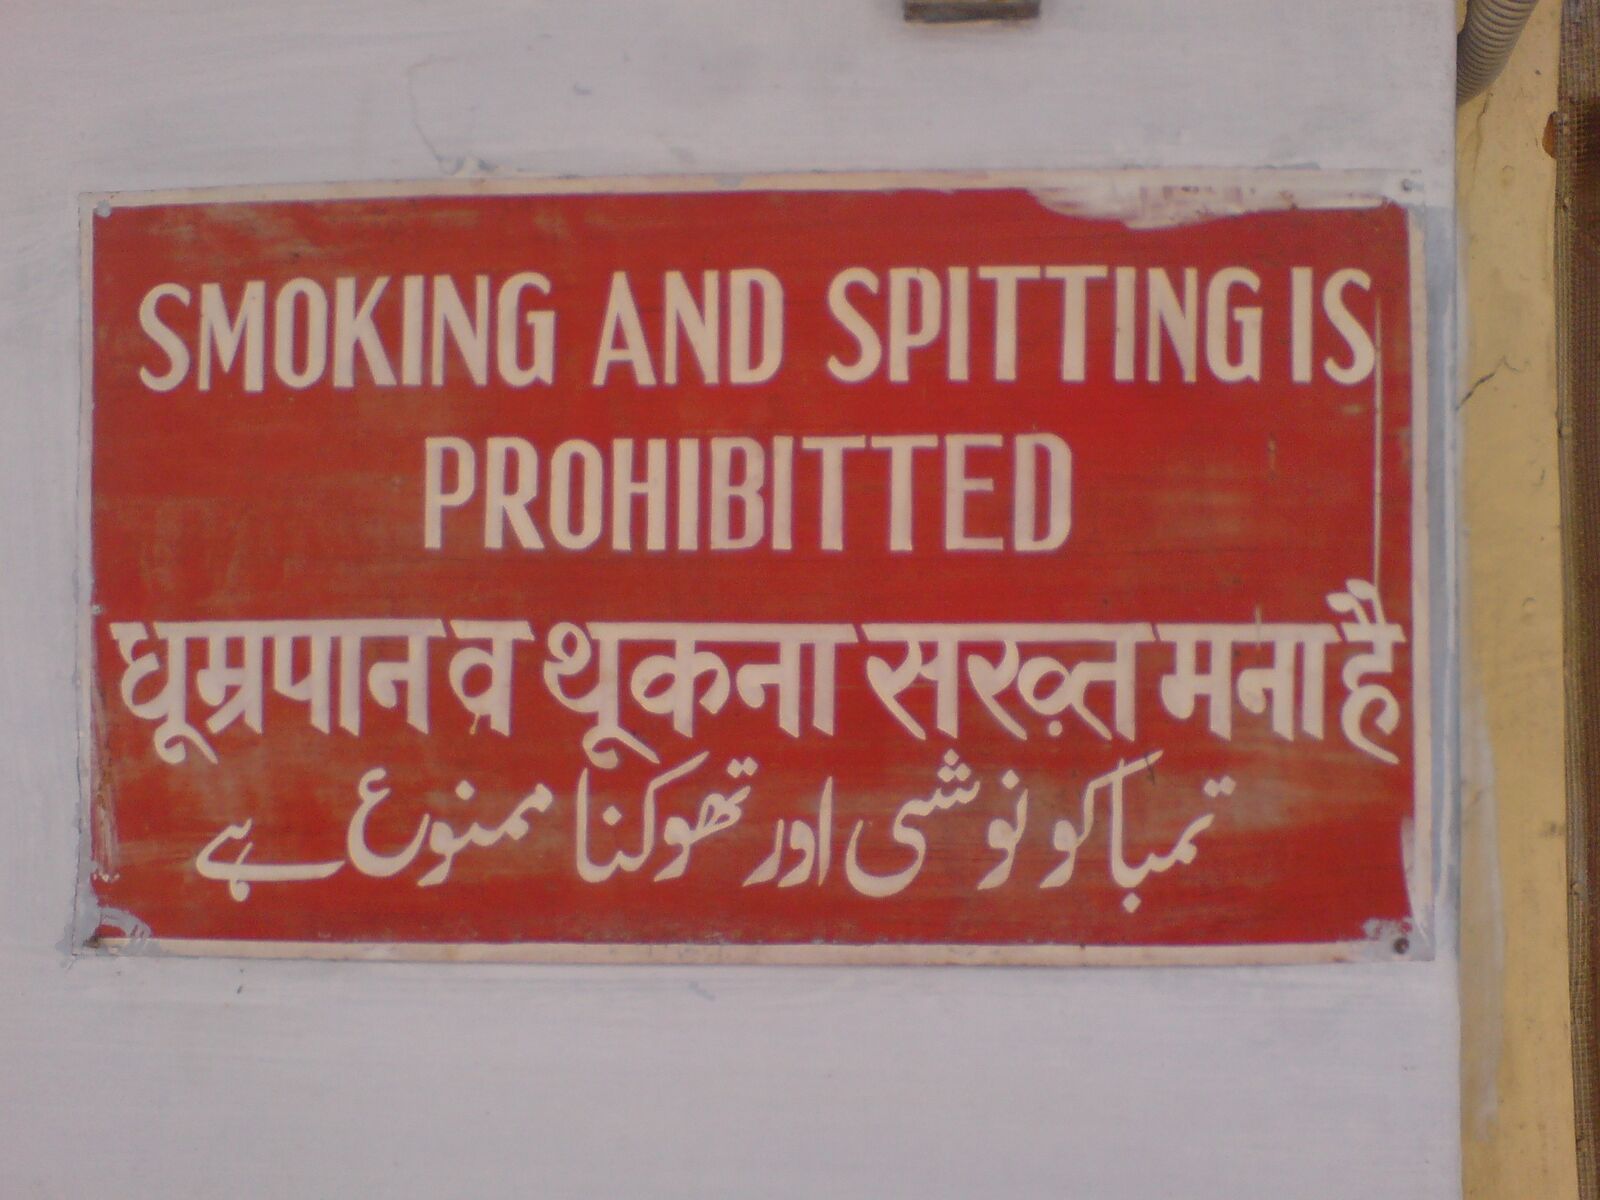 SMOKING AND SPITTING IS
PROHIBITTED
धूम्रपान व थूकना सख़्त मना है
تمباکو نوشی اور تھوکنا ممنوع ہے